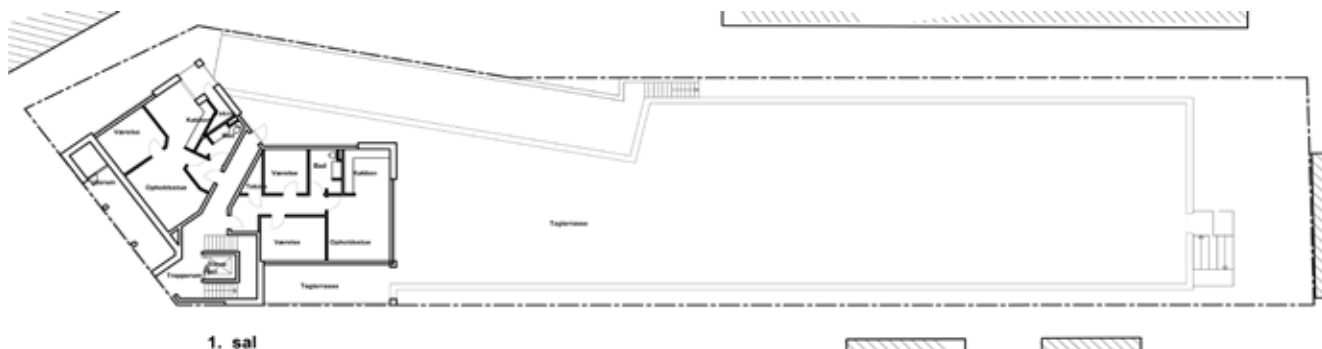 Køkken
Bad
Værelse
Opholdsstue
Værelse
Bad
Køkken
Værelse
Opholdsstue
Trapperum
Tagterrasse
Tagterrasse
1. sal